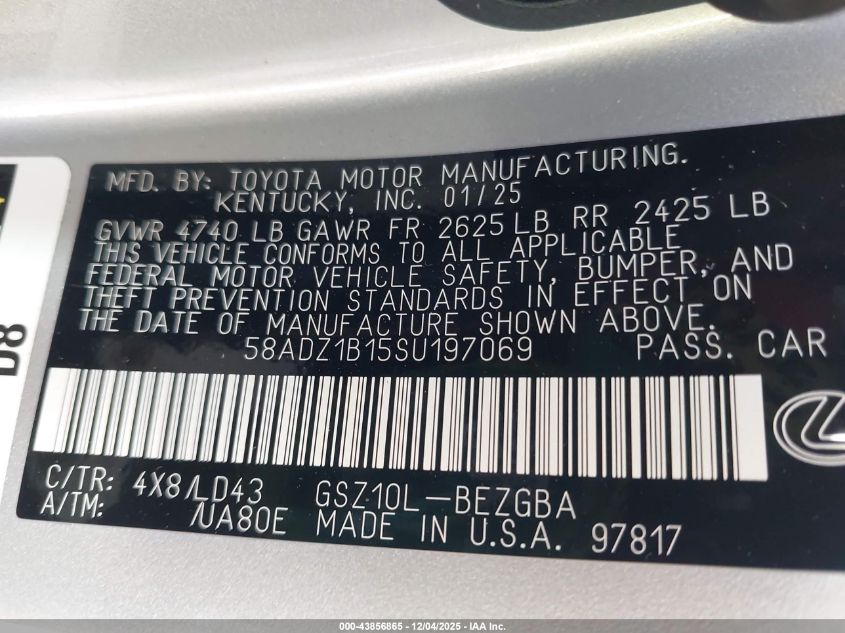 MFD. BY: TOYOTA MOTOR MANUFACTURING.
KENTUCKY, INC. 01/25
GVWR 4740 LB GAWR FR 2625 LB RR 2425 LB
THIS VEHICLE CONFORMS TO ALL APPLICABLE
FEDERAL MOTOR VEHICLE SAFETY, BUMPER, AND
THEFT PREVENTION STANDARDS IN EFFECT ON
THE DATE OF MANUFACTURE SHOWN ABOVE.
58ADZ1B15SU197069 PASS. CAR
C/TR: 4X8/LD43 GSZ10L-BEZGBA
A/TM: /UA80E MADE IN U.S.A. 97817
000-43856865 - 12/04/2025 - IAA Inc.